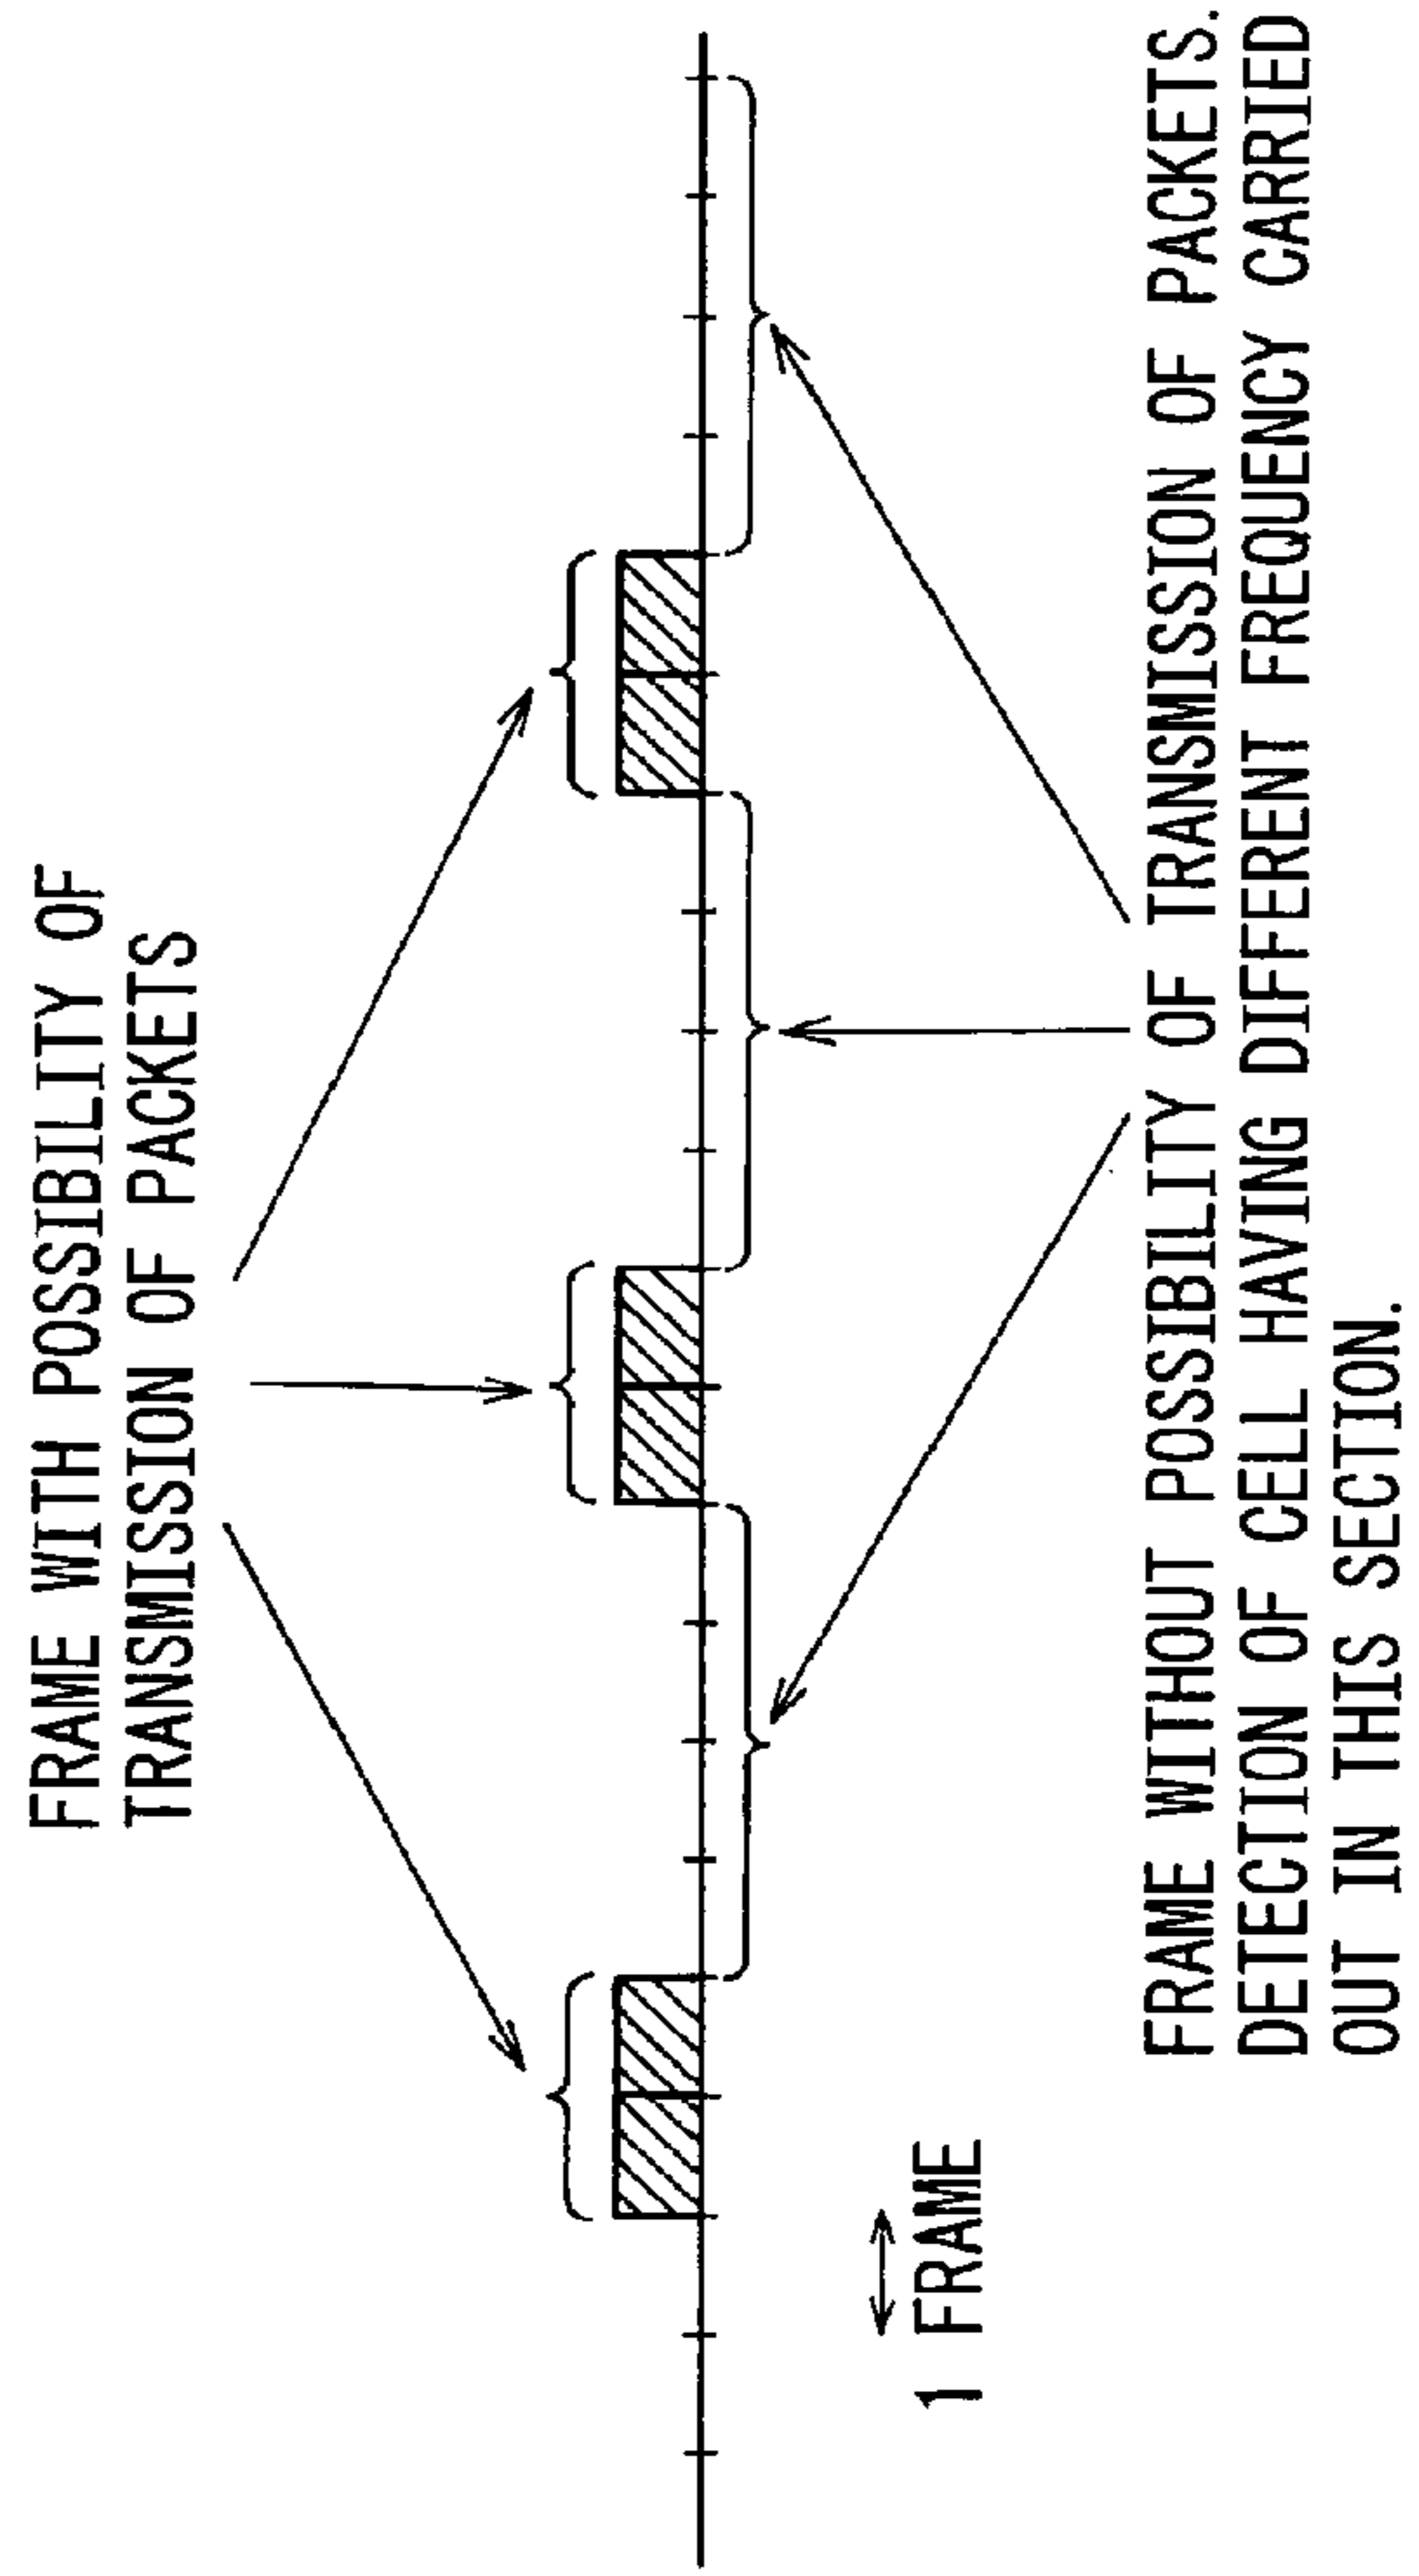 FRAME WITH POSSIBILITY OF
TRANSMISSION OF PACKETS
1 FRAME
FRAME WITHOUT POSSIBILITY OF TRANSMISSION OF PACKETS.
DETECTION OF CELL HAVING DIFFERENT FREQUENCY CARRIED
OUT IN THIS SECTION.